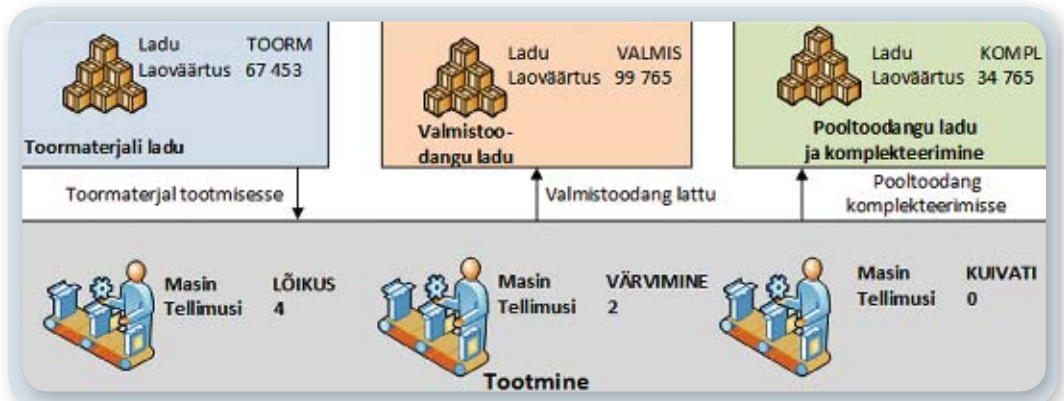 Ladu TOORM
Laoväärtus 67 453
Toormaterjali ladu
Ladu VALMIS
Laoväärtus 99 765
Valmistoo-
dangu ladu
Ladu KOMPL
Laoväärtus 34 765
Pooltoodangu ladu
ja komplekteerimine
Toormaterjal tootmisesse
Valmistoodang lattu
Pooltoodang
komplekteerimisse
Masin LÕIKUS
Tellimusi 4
Masin VÄRVIMINE
Tellimusi 2
Masin KUIVATI
Tellimusi 0
Tootmine